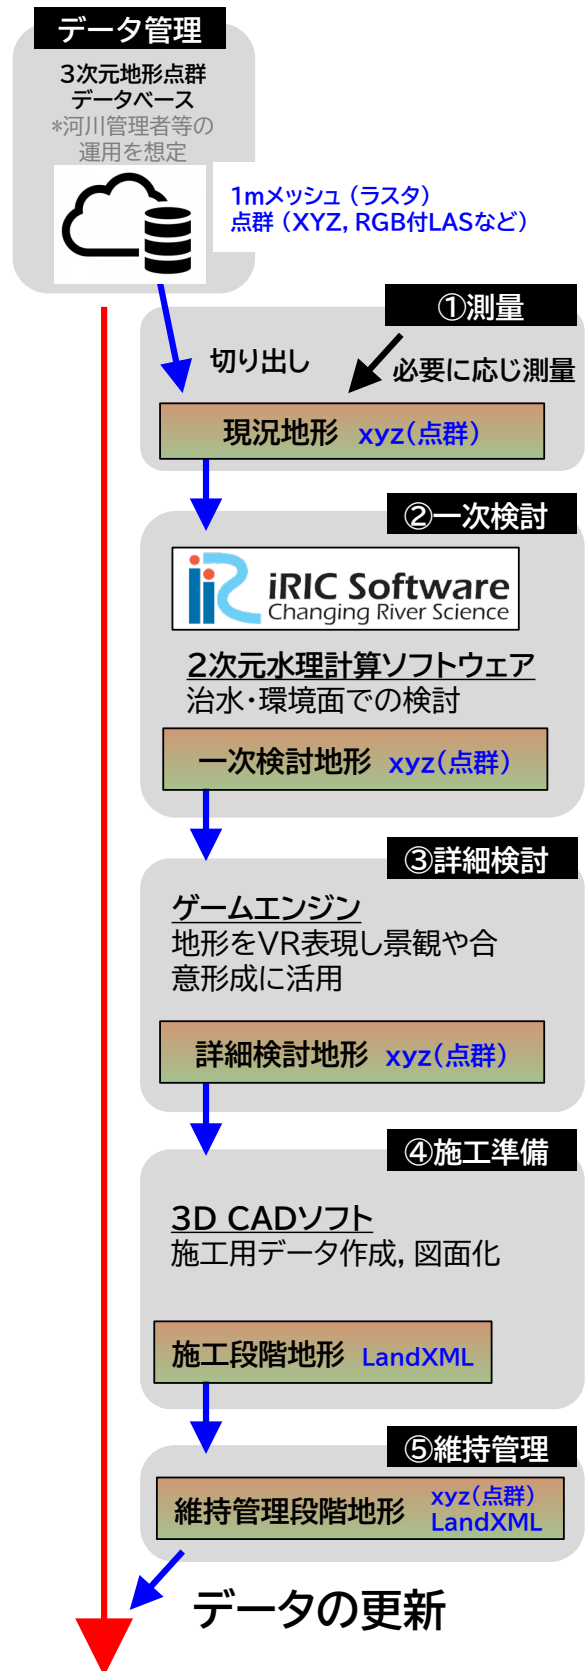 データ管理
3次元地形点群
データベース
*河川管理者等の
運用を想定
1mメッシュ（ラスタ）
点群（XYZ, RGB付LASなど）
①測量
切り出し
必要に応じ測量
現況地形 xyz(点群)
②一次検討
iRIC Software
Changing River Science
2次元水理計算ソフトウェア
治水・環境面での検討
一次検討地形 xyz(点群)
③詳細検討
ゲームエンジン
地形をVR表現し景観や合
意形成に活用
詳細検討地形 xyz(点群)
④施工準備
3D CADソフト
施工用データ作成, 図面化
施工段階地形 LandXML
⑤維持管理
維持管理段階地形 xyz(点群)
LandXML
データの更新